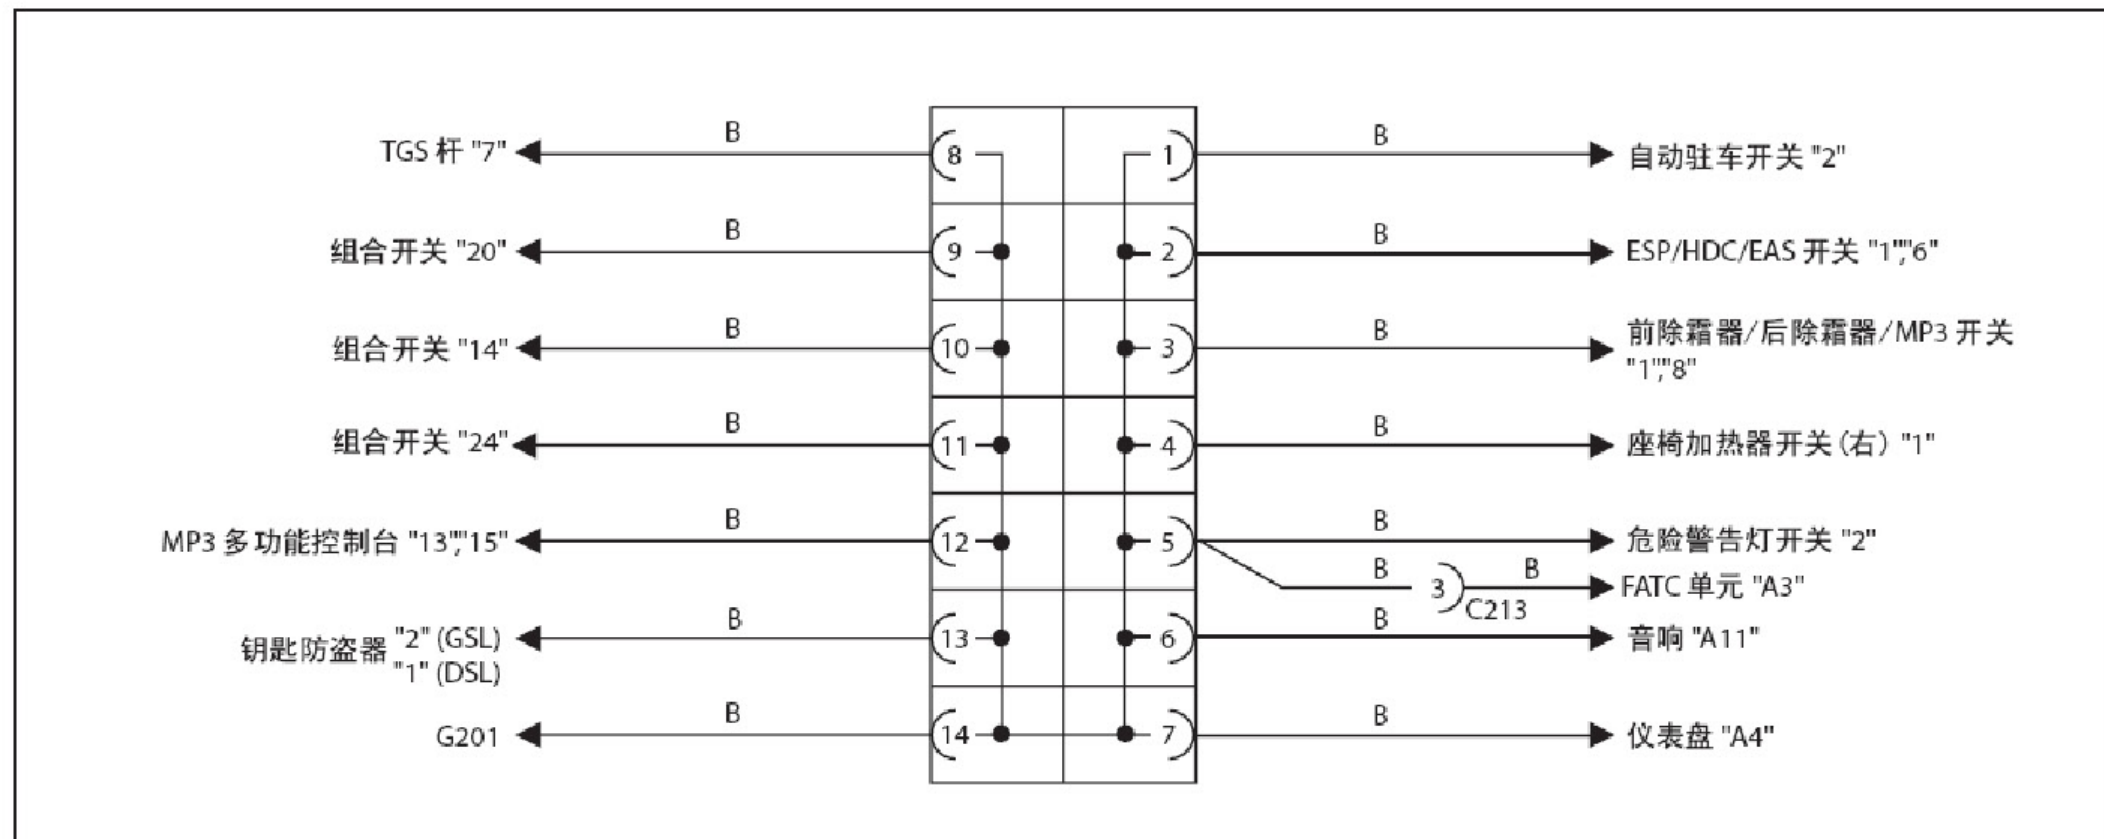 B
B
TGS 杆 "7"
8
1
自动驻车开关 "2"
B
B
组合开关 "20"
9
2
ESP/HDC/EAS 开关 "1","6"
B
B
组合开关 "14"
10
3
前除霜器/后除霜器/MP3 开关
"1","8"
B
B
组合开关 "24"
11
4
座椅加热器开关(右) "1"
B
B
MP3 多功能控制台 "13","15"
12
5
危险警告灯开关 "2"
B
B
3
FATC 单元 "A3"
C213
B
B
钥匙防盗器 "2" (GSL)
"1" (DSL)
13
6
音响 "A11"
B
B
G201
14
7
仪表盘 "A4"